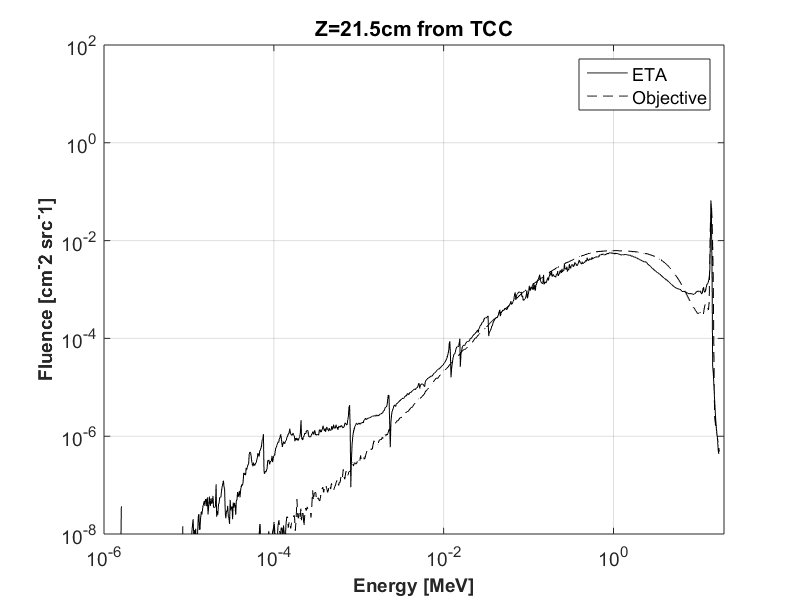 Z=21.5cm from TCC
ETA
Objective
10^2
10^0
10^-2
10^-4
10^-6
10^-8
Fluence [cm^-2 src^-1]
10^-6
10^-4
10^-2
10^0
Energy [MeV]